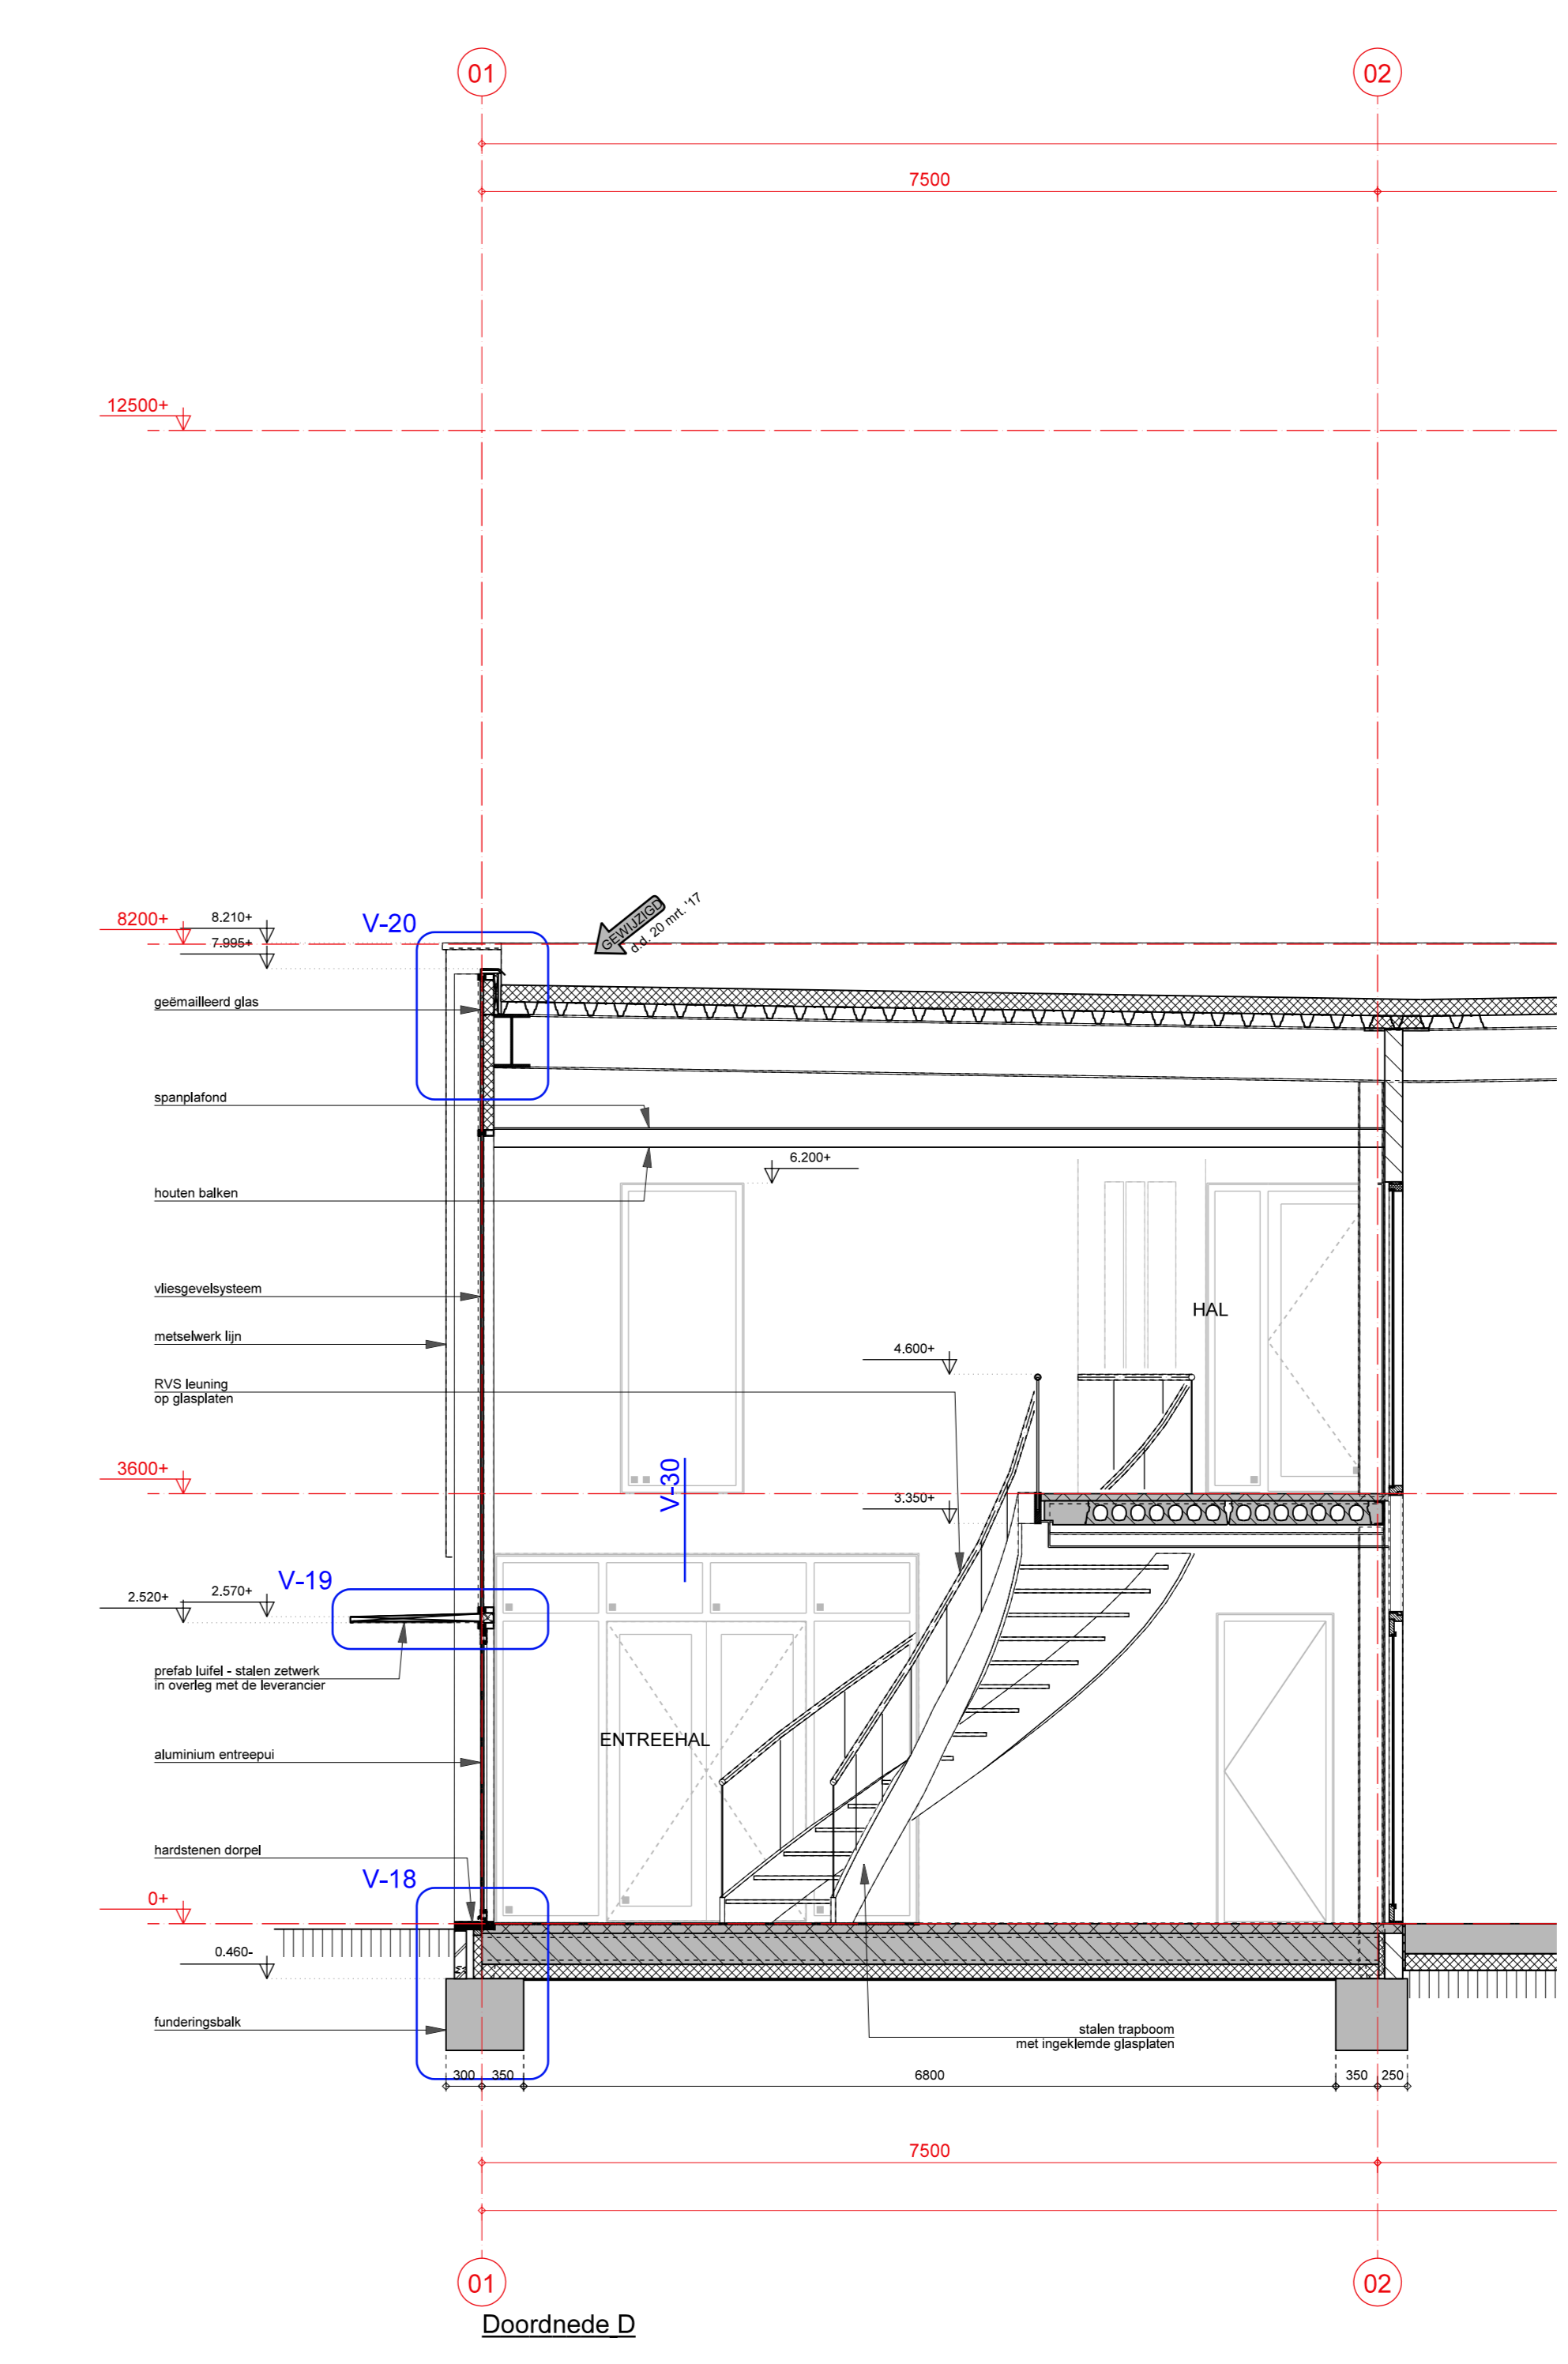 01
02
7500
12500+
GEWIJZIGD
d.d. 20 mrt. '17
8200+
8.210+
7.995+
V-20
geëmailleerd glas
spanplafond
6.200+
houten balken
vliesgevelsysteem
HAL
metselwerk lijn
4.600+
RVS leuning
op glasplaten
3600+
V-30
3.350+
V-19
2.520+
2.570+
prefab luifel - stalen zetwerk
in overleg met de leverancier
ENTREEHAL
aluminium entreepui
hardstenen dorpel
V-18
0+
0.460-
funderingsbalk
stalen trapboom
met ingeklemde glasplaten
300
350
6800
350
250
7500
01
02
Doordnede D